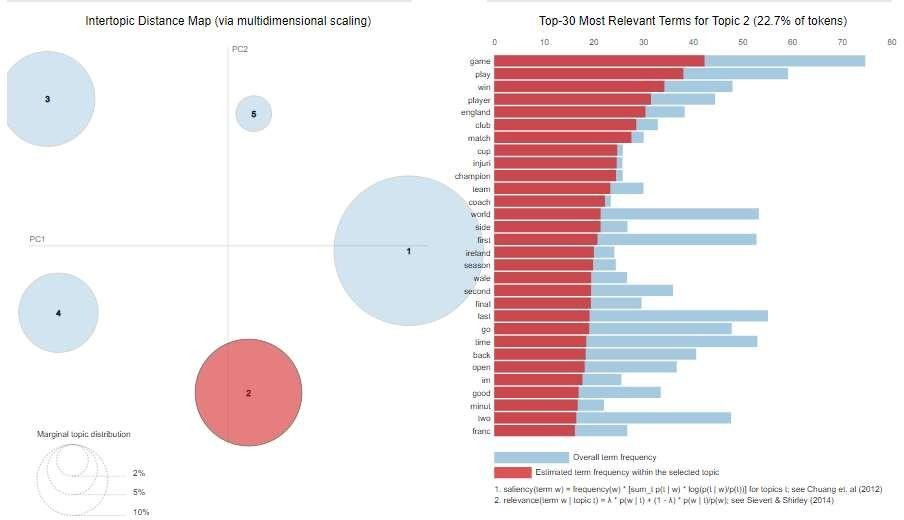 Intertopic Distance Map (via multidimensional scaling)
PC2
3
5
PC1
1
4
2
Marginal topic distribution
2%
5%
10%
Top-30 Most Relevant Terms for Topic 2 (22.7% of tokens)
0 10 20 30 40 50 60 70 80
game
play
win
player
england
club
match
cup
injuri
champion
team
coach
world
side
first
ireland
season
wale
second
final
last
go
time
back
open
im
good
minut
two
franc
Overall term frequency
Estimated term frequency within the selected topic
1. saliency(term w) = frequency(w) * [sum_t p(t | w) * log(p(t | w)/p(t))] for topics t; see Chuang et. al (2012)
2. relevance(term w | topic t) = λ * p(w | t) + (1 - λ) * p(w | t)/p(w); see Sievert & Shirley (2014)